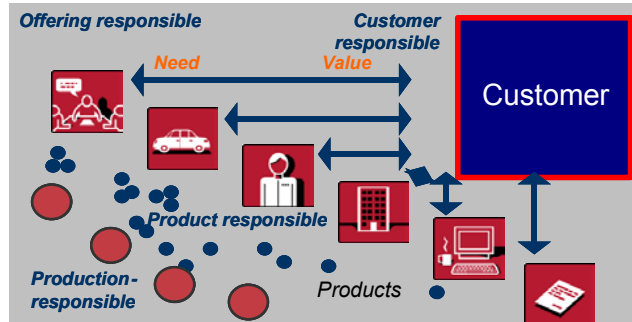 Offering responsible
Customer
responsible
Need
Value
Customer
Product responsible
Production-
responsible
Products